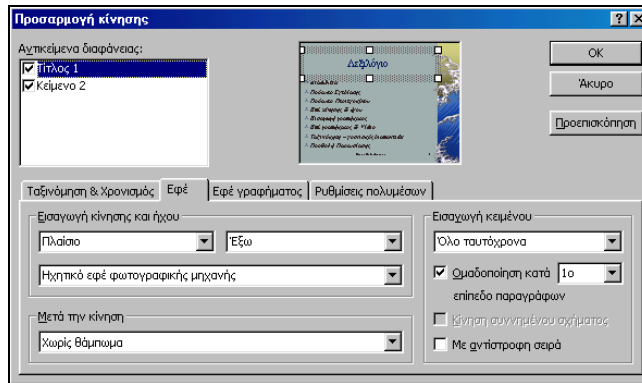 Προσαρμογή κίνησης
Αντικείμενα διαφάνειας:
Τίτλος 1
Κείμενο 2
Δεξιλόγιο
OK
Άκυρο
Προεπισκόπηση
Ταξινόμηση & Χρονισμός
Εφέ
Εφέ γραφήματος
Ρυθμίσεις πολυμέσων
Εισαγωγή κίνησης και ήχου
Πλαίσιο
Έξω
Ηχητικό εφέ φωτογραφικής μηχανής
Μετά την κίνηση
Χωρίς θάμπωμα
Εισαγωγή κειμένου
Όλο ταυτόχρονα
Ομαδοποίηση κατά 1ο
επίπεδο παραγράφων
Κίνηση συννημένου σχήματος
Με αντίστροφη σειρά